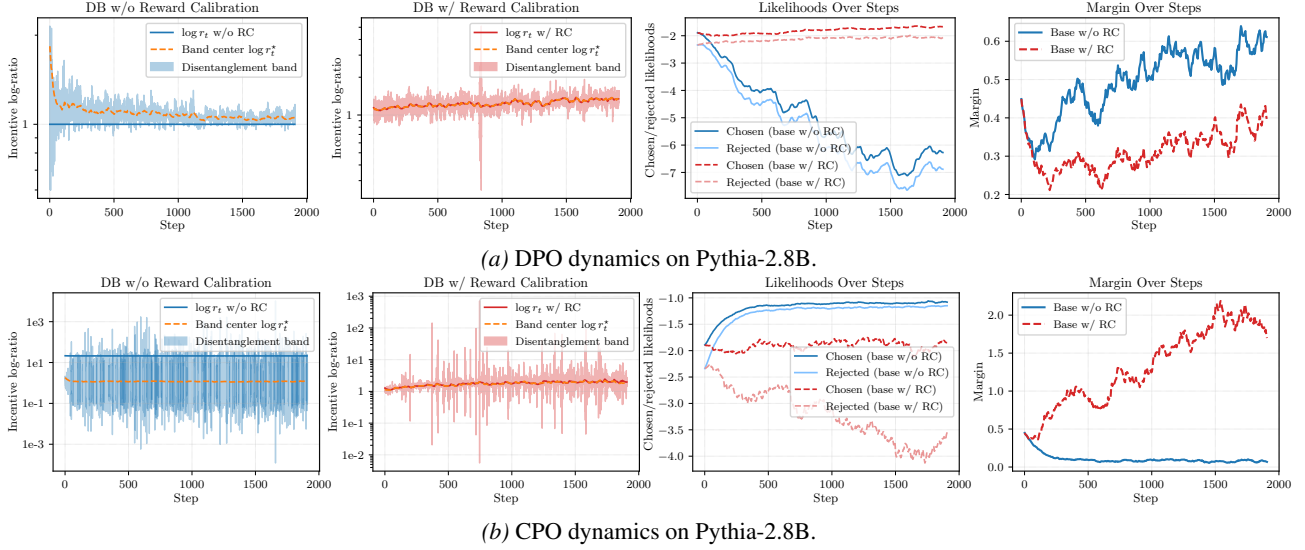 DB w/o Reward Calibration
Incentive log-ratio
1
log r_t w/o RC
Band center log r_t^⋆
Disentanglement band
0 500 1000 1500 2000
Step
DB w/ Reward Calibration
Incentive log-ratio
1
log r_t w/ RC
Band center log r_t^⋆
Disentanglement band
0 500 1000 1500 2000
Step
Likelihoods Over Steps
Chosen/rejected likelihoods
−2
−3
−4
−5
−6
−7
Chosen (base w/o RC)
Rejected (base w/o RC)
Chosen (base w/ RC)
Rejected (base w/ RC)
0 500 1000 1500 2000
Step
Margin Over Steps
Margin
0.6
0.5
0.4
0.3
0.2
Base w/o RC
Base w/ RC
0 500 1000 1500 2000
Step
(a) DPO dynamics on Pythia-2.8B.
DB w/o Reward Calibration
Incentive log-ratio
1e3
1e1
1e-1
1e-3
log r_t w/o RC
Band center log r_t^⋆
Disentanglement band
0 500 1000 1500 2000
Step
DB w/ Reward Calibration
Incentive log-ratio
1e3
1e2
1e1
1
1e-1
1e-2
log r_t w/ RC
Band center log r_t^⋆
Disentanglement band
0 500 1000 1500 2000
Step
Likelihoods Over Steps
Chosen/rejected likelihoods
−1.0
−1.5
−2.0
−2.5
−3.0
−3.5
−4.0
Chosen (base w/o RC)
Rejected (base w/o RC)
Chosen (base w/ RC)
Rejected (base w/ RC)
0 500 1000 1500 2000
Step
Margin Over Steps
Margin
2.0
1.5
1.0
0.5
0.0
Base w/o RC
Base w/ RC
0 500 1000 1500 2000
Step
(b) CPO dynamics on Pythia-2.8B.